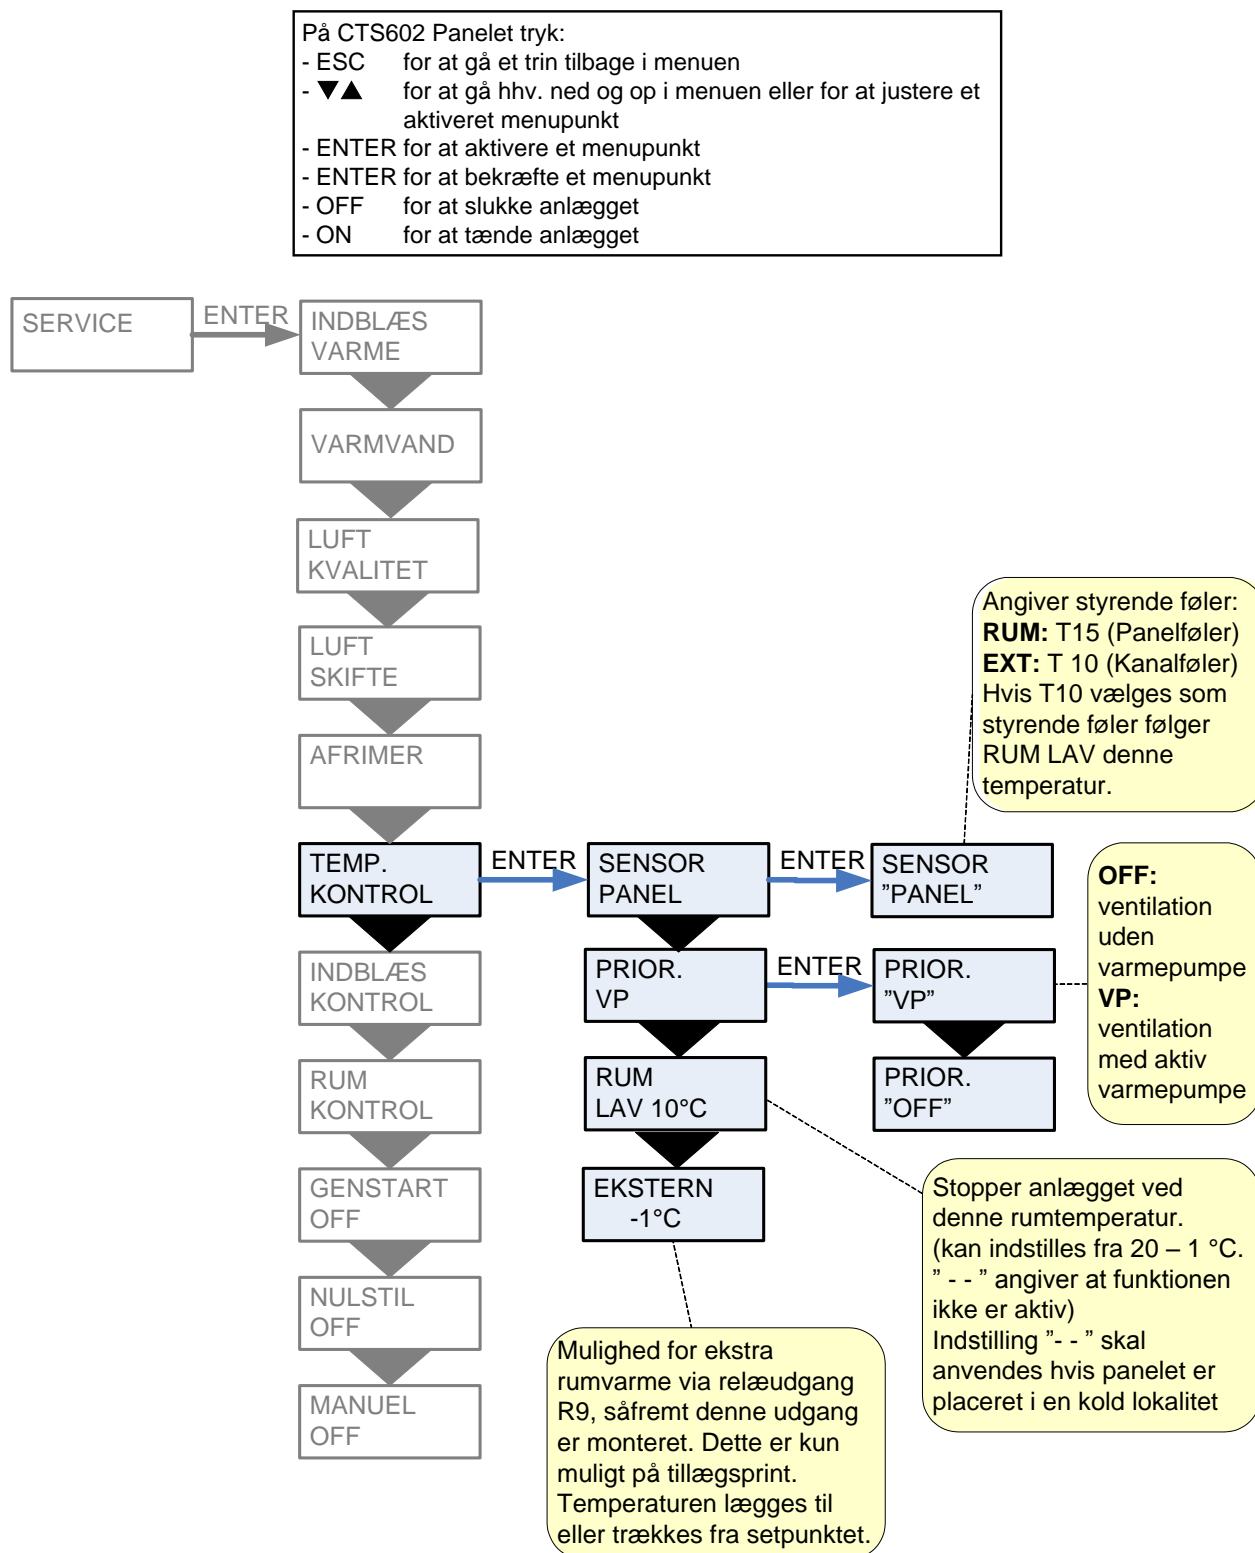 På CTS602 Panelet tryk:
- ESC for at gå et trin tilbage i menuen
- ▼▲ for at gå hhv. ned og op i menuen eller for at justere et
aktiveret menupunkt
- ENTER for at aktivere et menupunkt
- ENTER for at bekræfte et menupunkt
- OFF for at slukke anlægget
- ON for at tænde anlægget
SERVICE
ENTER
INDBLÆS
VARME
VARMVAND
LUFT
KVALITET
LUFT
SKIFTE
AFRIMER
Angiver styrende føler:
RUM: T15 (Panelføler)
EXT: T 10 (Kanalføler)
Hvis T10 vælges som
styrende føler følger
RUM LAV denne
temperatur.
TEMP.
KONTROL
ENTER
SENSOR
PANEL
ENTER
SENSOR
"PANEL"
INDBLÆS
KONTROL
PRIOR.
VP
ENTER
PRIOR.
"VP"
OFF:
ventilation
uden
varmepumpe
VP:
ventilation
med aktiv
varmepumpe
RUM
KONTROL
RUM
LAV 10°C
PRIOR.
"OFF"
GENSTART
OFF
EKSTERN
-1°C
Stopper anlægget ved
denne rumtemperatur.
(kan indstilles fra 20 – 1 °C.
" - - " angiver at funktionen
ikke er aktiv)
Indstilling "- - " skal
anvendes hvis panelet er
placeret i en kold lokalitet
NULSTIL
OFF
MANUEL
OFF
Mulighed for ekstra
rumvarme via relæudgang
R9, såfremt denne udgang
er monteret. Dette er kun
muligt på tillægsprint.
Temperaturen lægges til
eller trækkes fra setpunktet.